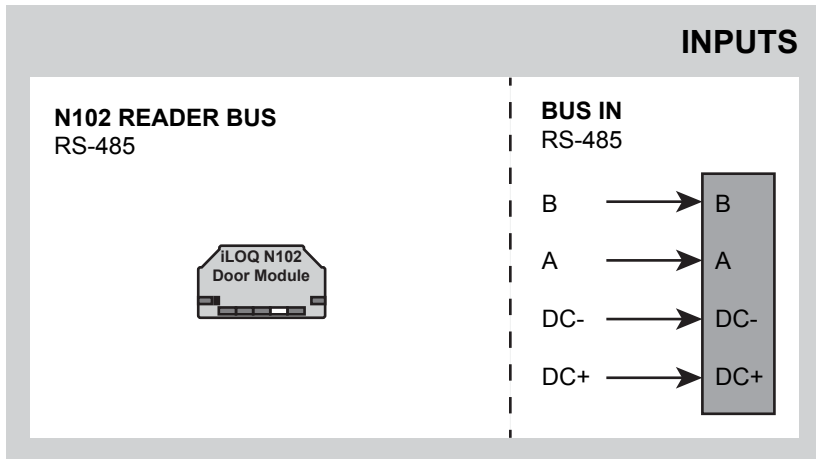 INPUTS
N102 READER BUS
RS-485
iLOQ N102
Door Module
BUS IN
RS-485
B B
A A
DC- DC-
DC+ DC+